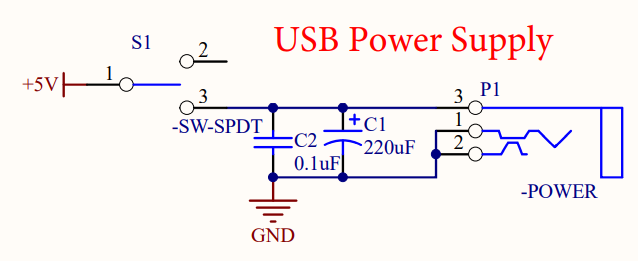 USB Power Supply
S1
2
+5V
1
3
-SW-SPDT
C2
0.1uF
+
C1
220uF
P1
3
1
2
-POWER
GND